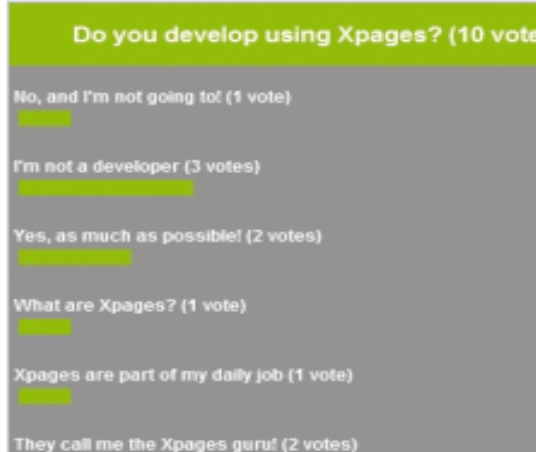 Do you develop using Xpages? (10 vote
No, and I'm not going to! (1 vote)
I'm not a developer (3 votes)
Yes, as much as possible! (2 votes)
What are Xpages? (1 vote)
Xpages are part of my daily job (1 vote)
They call me the Xpages guru! (2 votes)